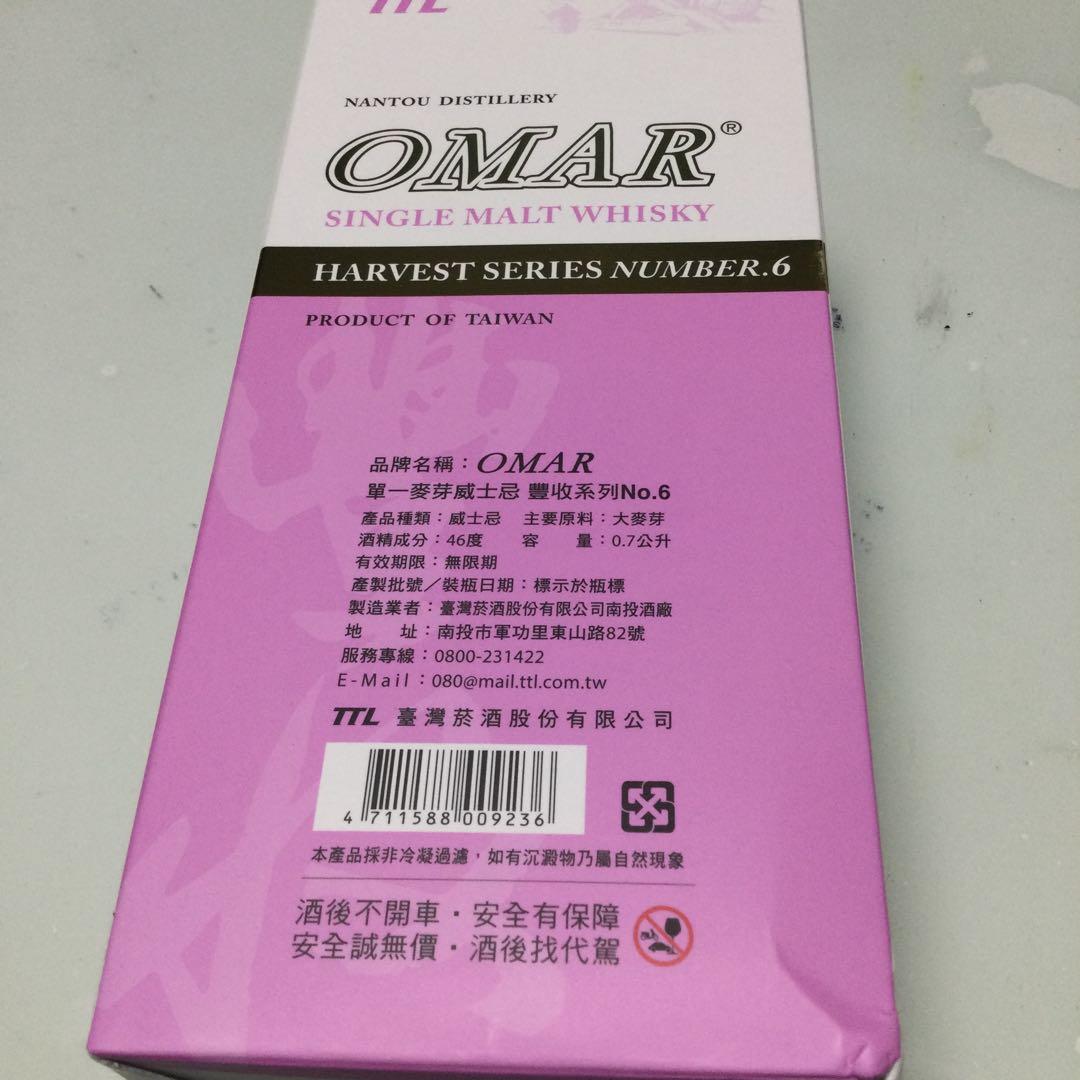 TTL
NANTOU DISTILLERY
OMAR®
SINGLE MALT WHISKY
HARVEST SERIES NUMBER.6
PRODUCT OF TAIWAN
品牌名稱：OMAR
單一麥芽威士忌 豐收系列No.6
產品種類：威士忌 主要原料：大麥芽
酒精成分：46度 容 量：0.7公升
有效期限：無限期
產製批號／裝瓶日期：標示於瓶標
製造業者：臺灣菸酒股份有限公司南投酒廠
地 址：南投市軍功里東山路82號
服務專線：0800-231422
E-Mail：080@mail.ttl.com.tw
TTL 臺灣菸酒股份有限公司
4 711588 009236
本產品採非冷凝過濾，如有沉澱物乃屬自然現象
酒後不開車·安全有保障
安全誠無價·酒後找代駕